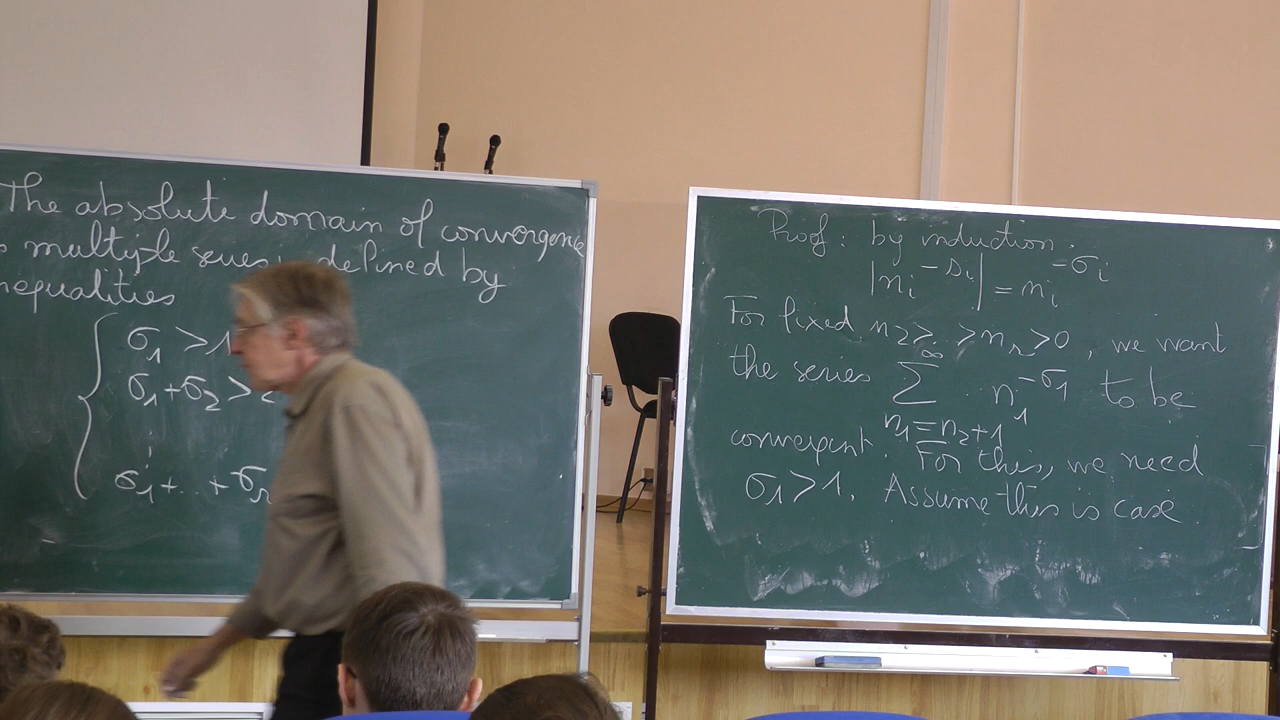 The absolute domain of convergence
multiple defined by
σ₁ > 1
σ₁+σ₂ >
⋮
σ₁+..+σᵣ
Proof: by induction.
|nᵢ^{-sᵢ}| = nᵢ^{-σᵢ}
For fixed n₂>..>nᵣ>0, we want
the series ∑_{n₁=n₂+1}^{∞} n₁^{-σ₁} to be
convergent. For this, we need
σ₁>1. Assume this is case